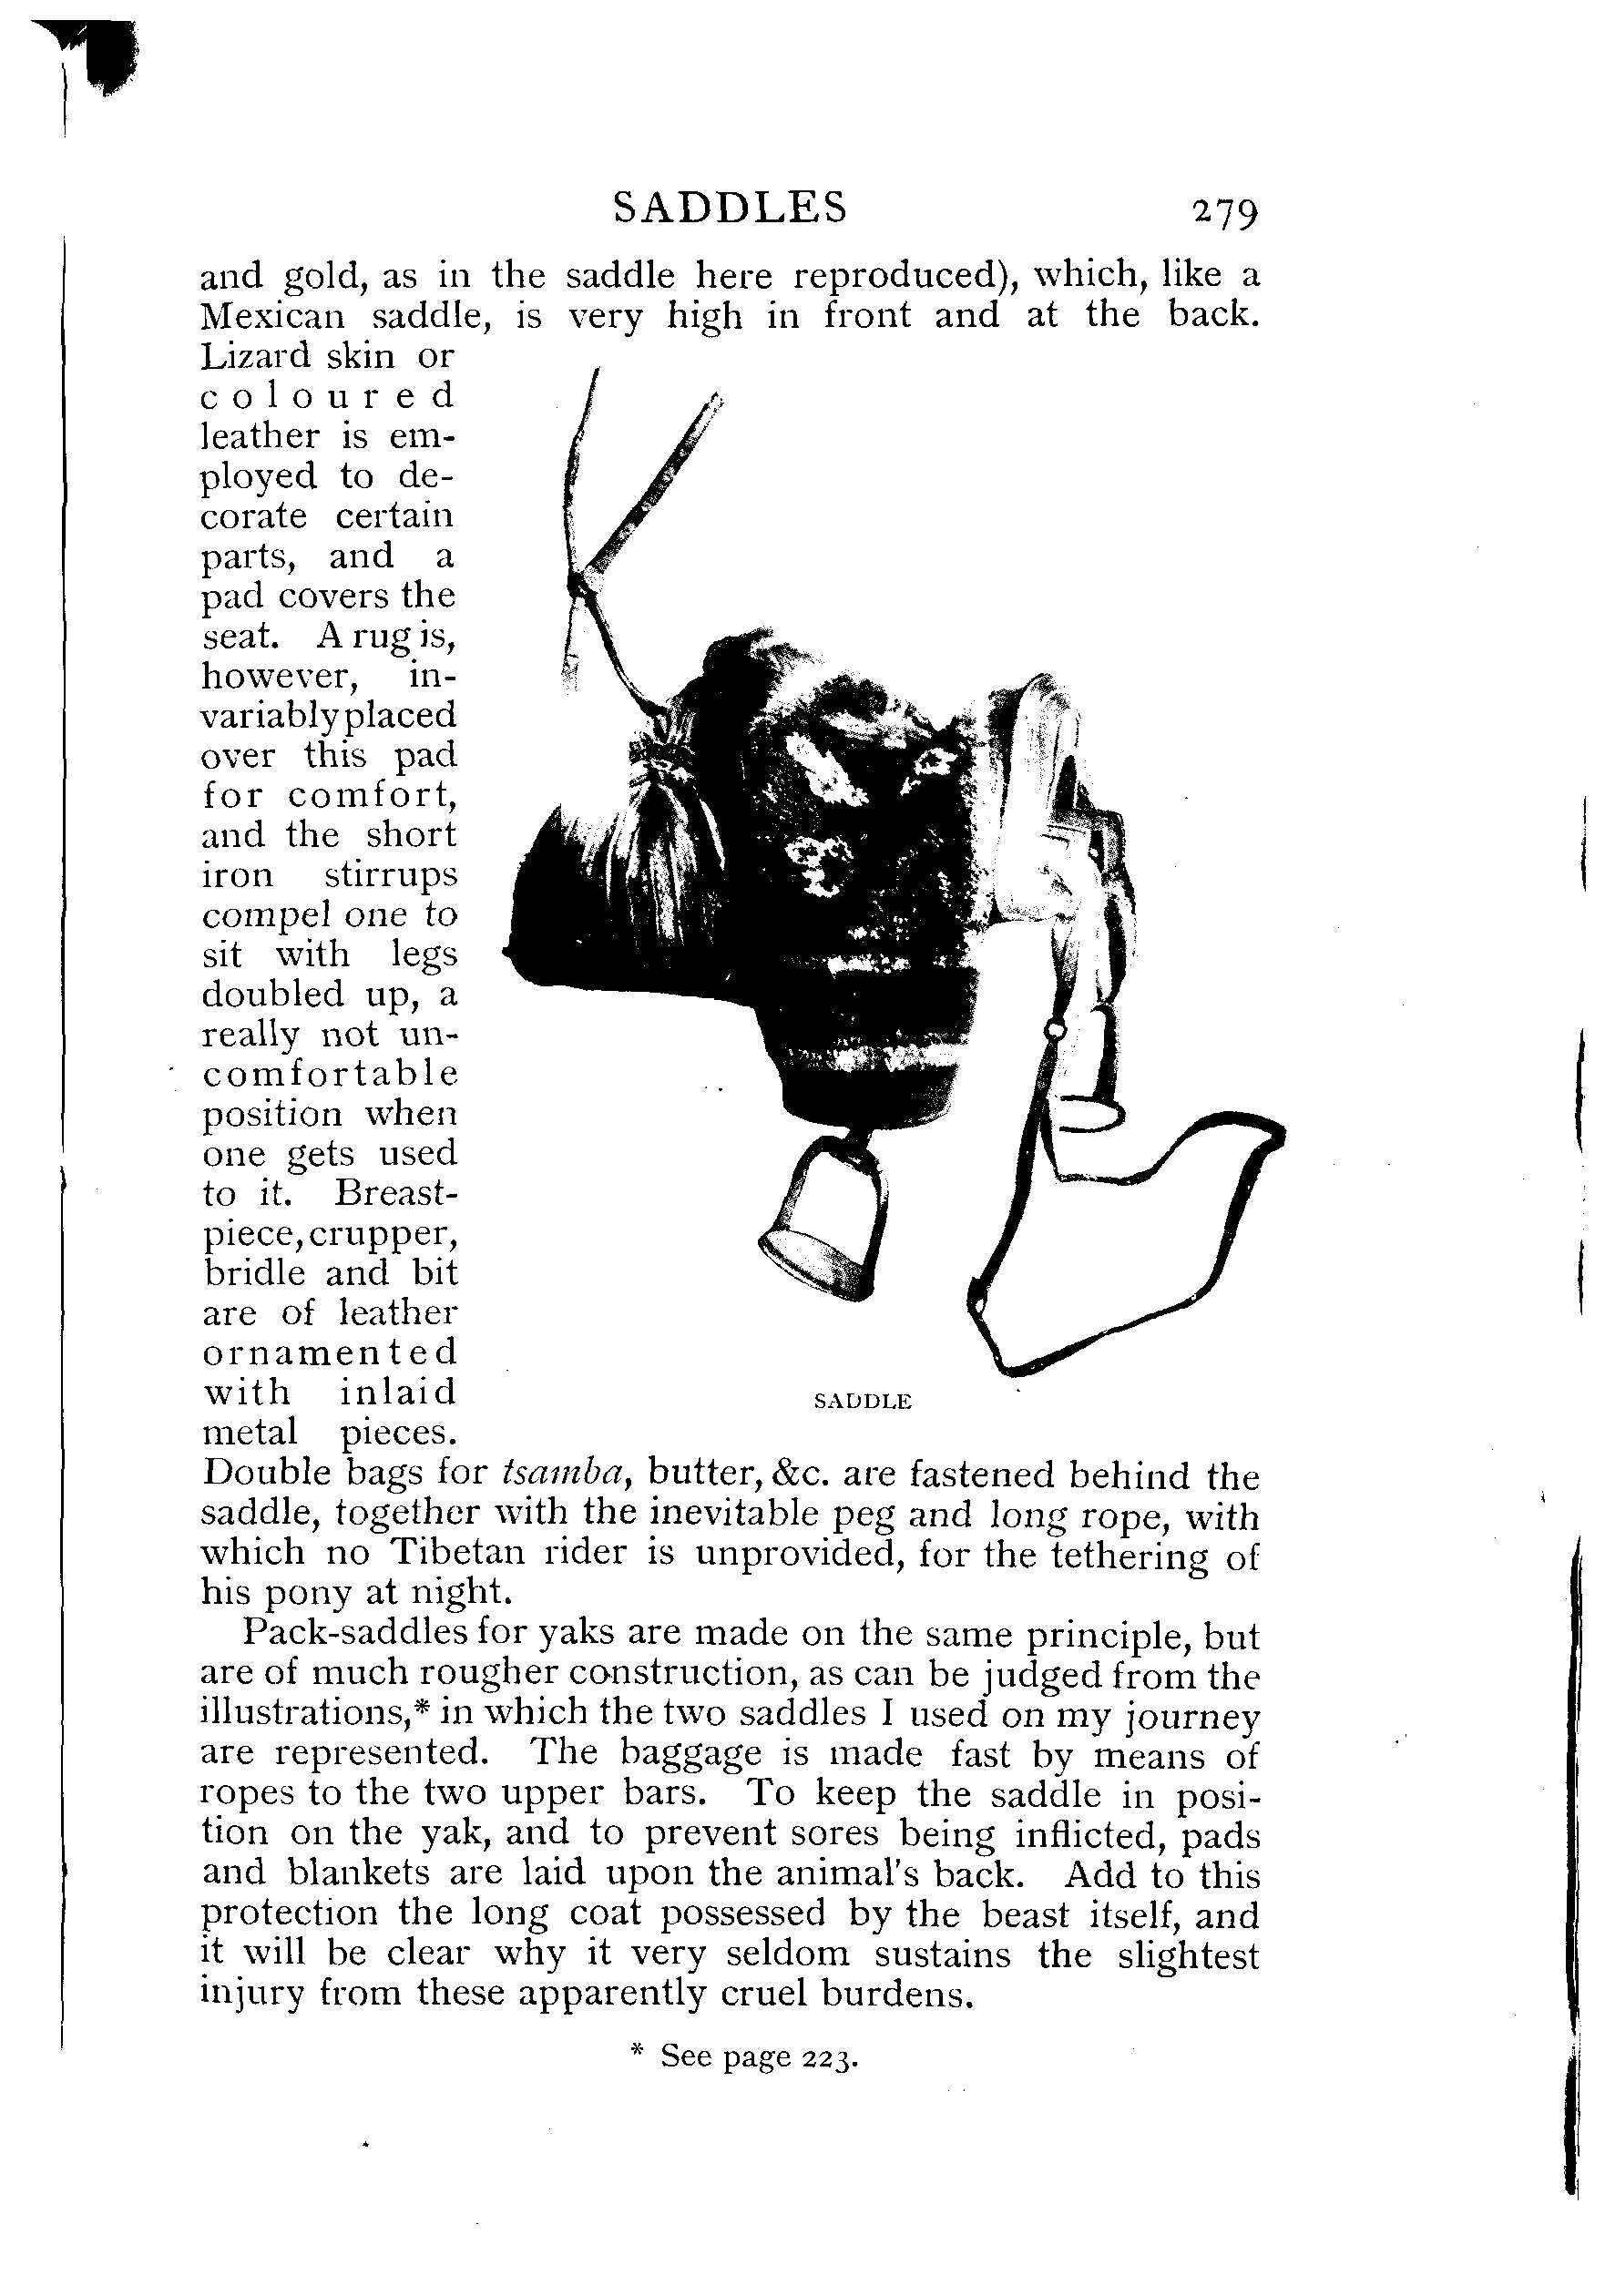 SADDLES 279
and gold, as in the saddle here reproduced), which, like a
Mexican saddle, is very high in front and at the back.
Lizard skin or
coloured
leather is em-
ployed to de-
corate certain
parts, and a
pad covers the
seat. A rug is,
however, in-
variably placed
over this pad
for comfort,
and the short
iron stirrups
compel one to
sit with legs
doubled up, a
really not un-
comfortable
position when
one gets used
to it. Breast-
piece, crupper,
bridle and bit
are of leather
ornamented
with inlaid
metal pieces.
SADDLE
Double bags for tsamba, butter, &c. are fastened behind the
saddle, together with the inevitable peg and long rope, with
which no Tibetan rider is unprovided, for the tethering of
his pony at night.
Pack-saddles for yaks are made on the same principle, but
are of much rougher construction, as can be judged from the
illustrations,* in which the two saddles I used on my journey
are represented. The baggage is made fast by means of
ropes to the two upper bars. To keep the saddle in posi-
tion on the yak, and to prevent sores being inflicted, pads
and blankets are laid upon the animal's back. Add to this
protection the long coat possessed by the beast itself, and
it will be clear why it very seldom sustains the slightest
injury from these apparently cruel burdens.
* See page 223.